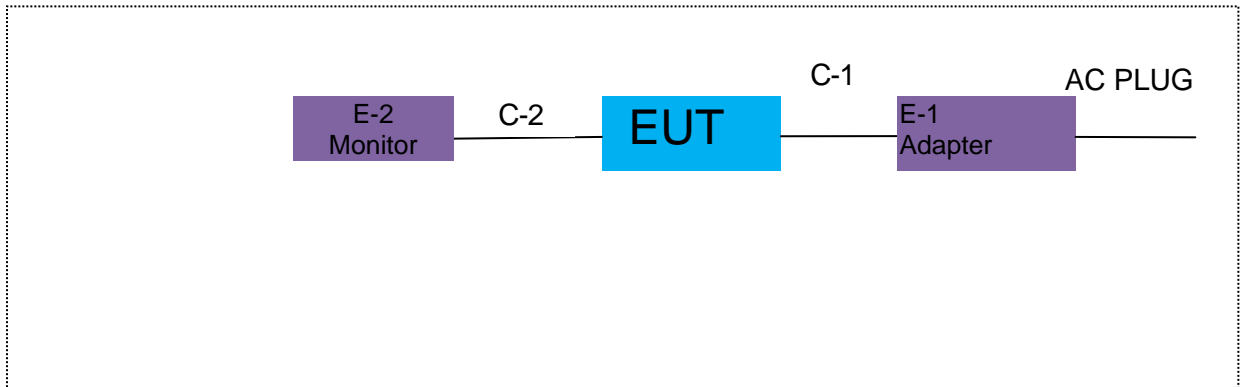 C-1
AC PLUG
E-2
Monitor
C-2
EUT
E-1
Adapter